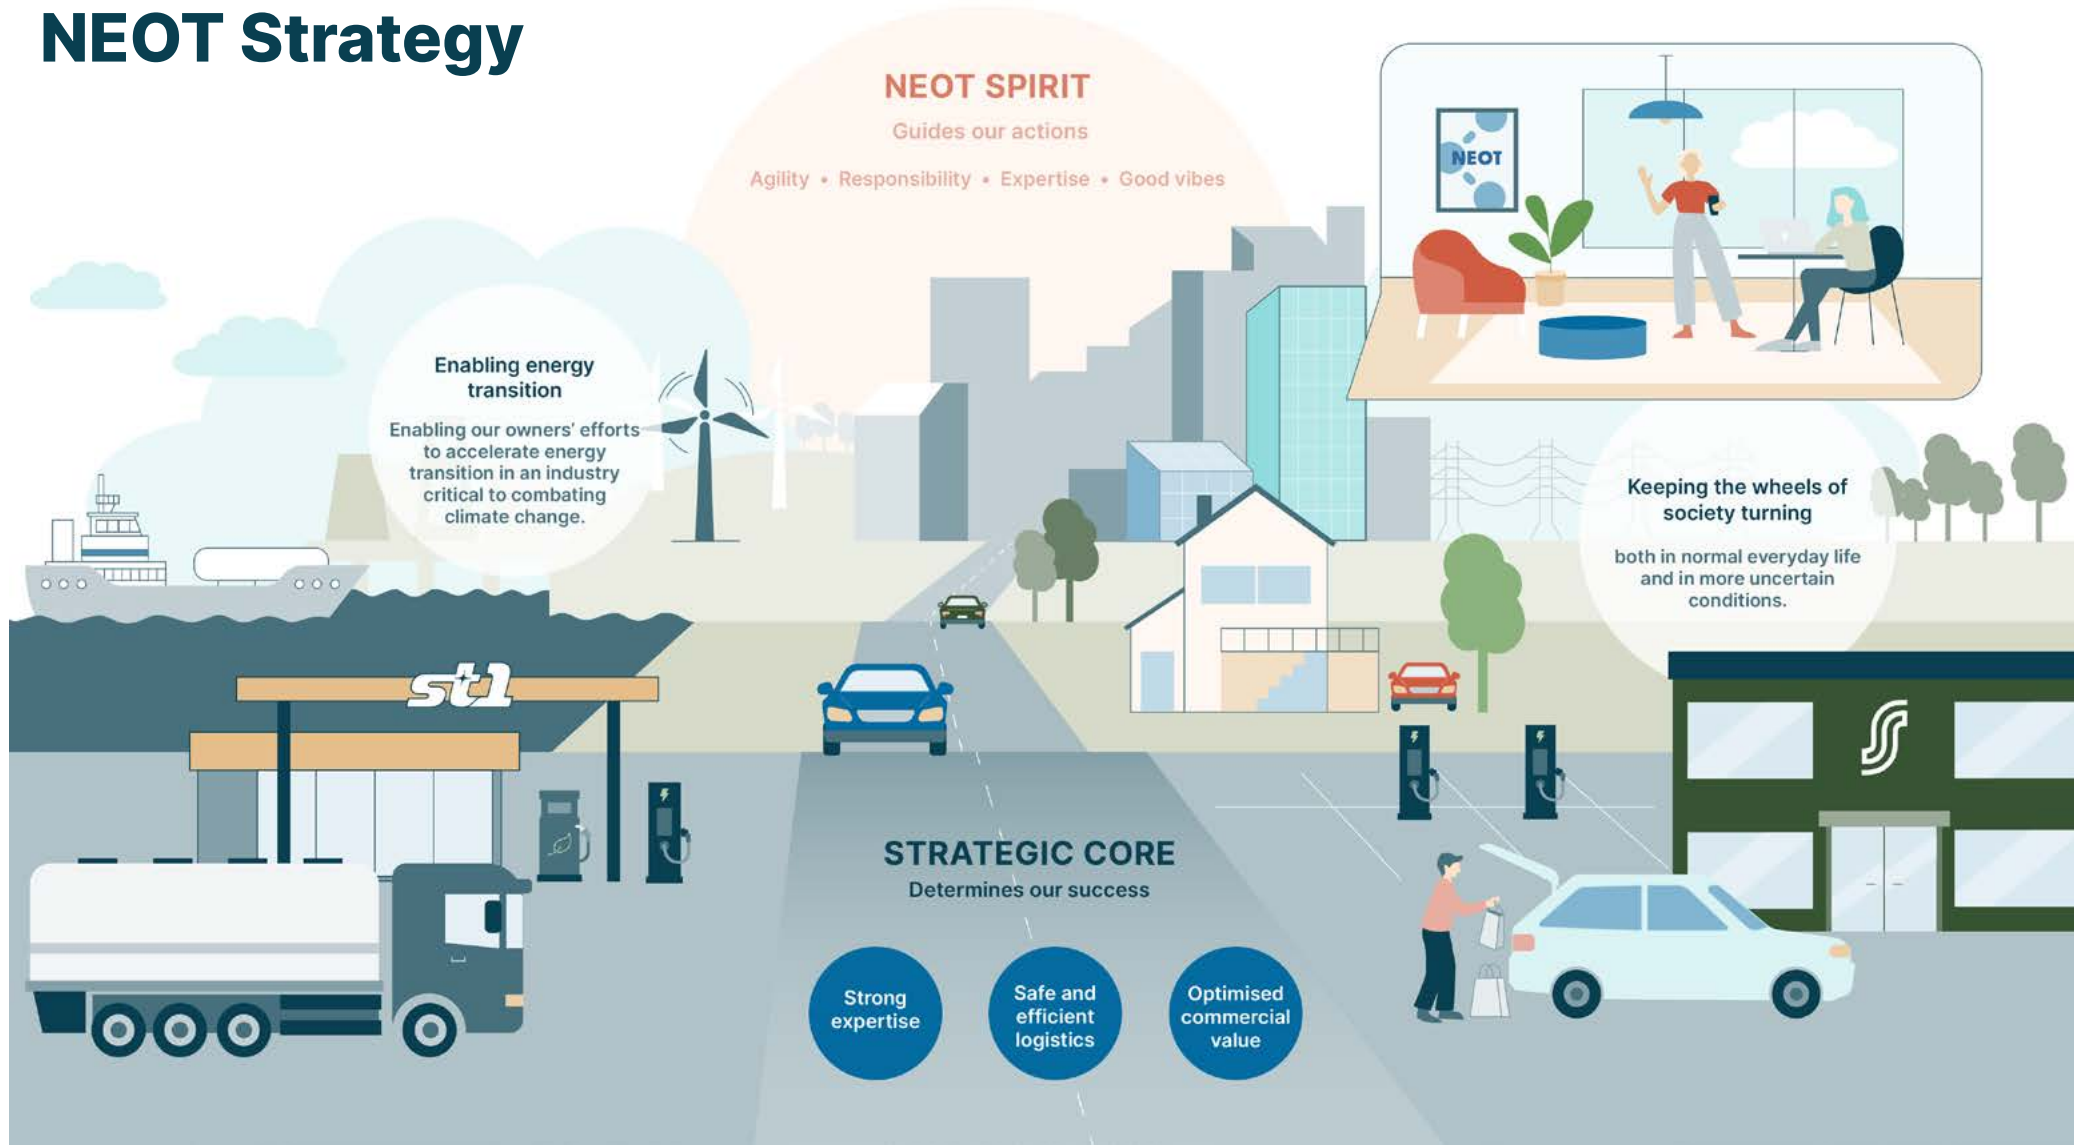 NEOT Strategy
NEOT SPIRIT
Guides our actions
Agility • Responsibility • Expertise • Good vibes
NEOT
Enabling energy
transition
Enabling our owners’ efforts
to accelerate energy
transition in an industry
critical to combating
climate change.
Keeping the wheels of
society turning
both in normal everyday life
and in more uncertain
conditions.
st1
STRATEGIC CORE
Determines our success
Strong
expertise
Safe and
efficient
logistics
Optimised
commercial
value